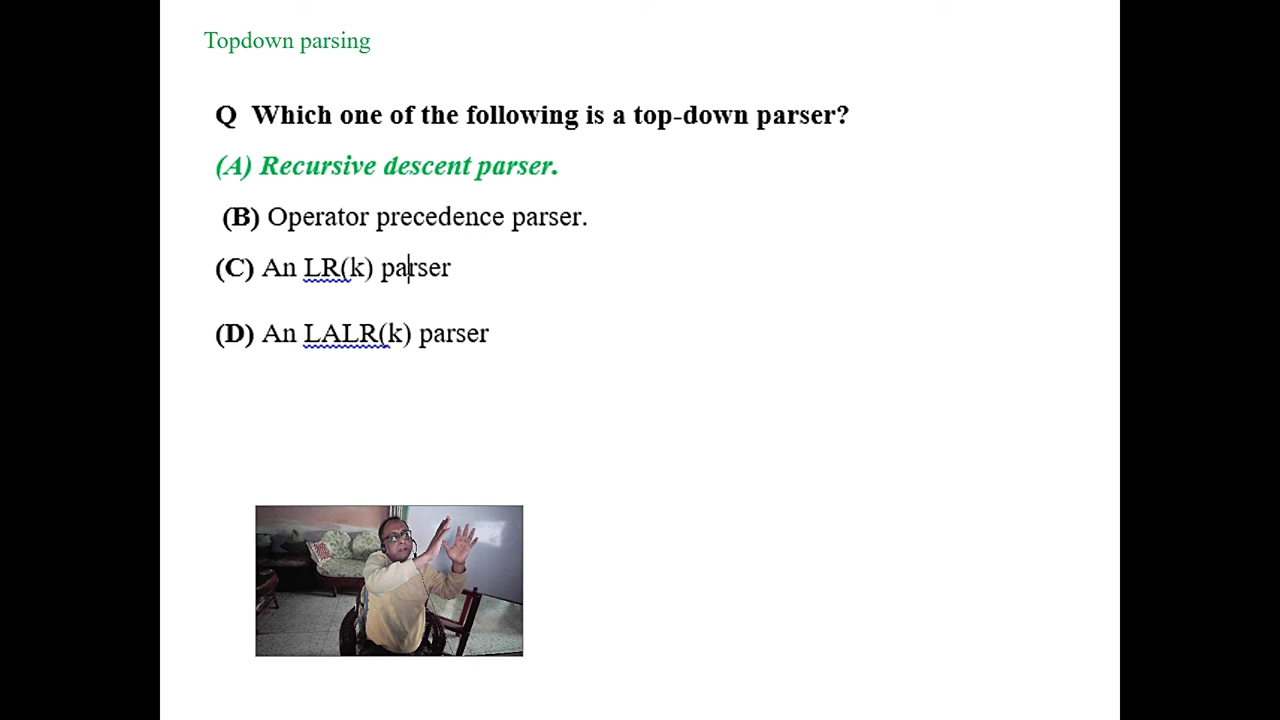 Topdown parsing
Q Which one of the following is a top-down parser?
(A) Recursive descent parser.
(B) Operator precedence parser.
(C) An LR(k) parser
(D) An LALR(k) parser